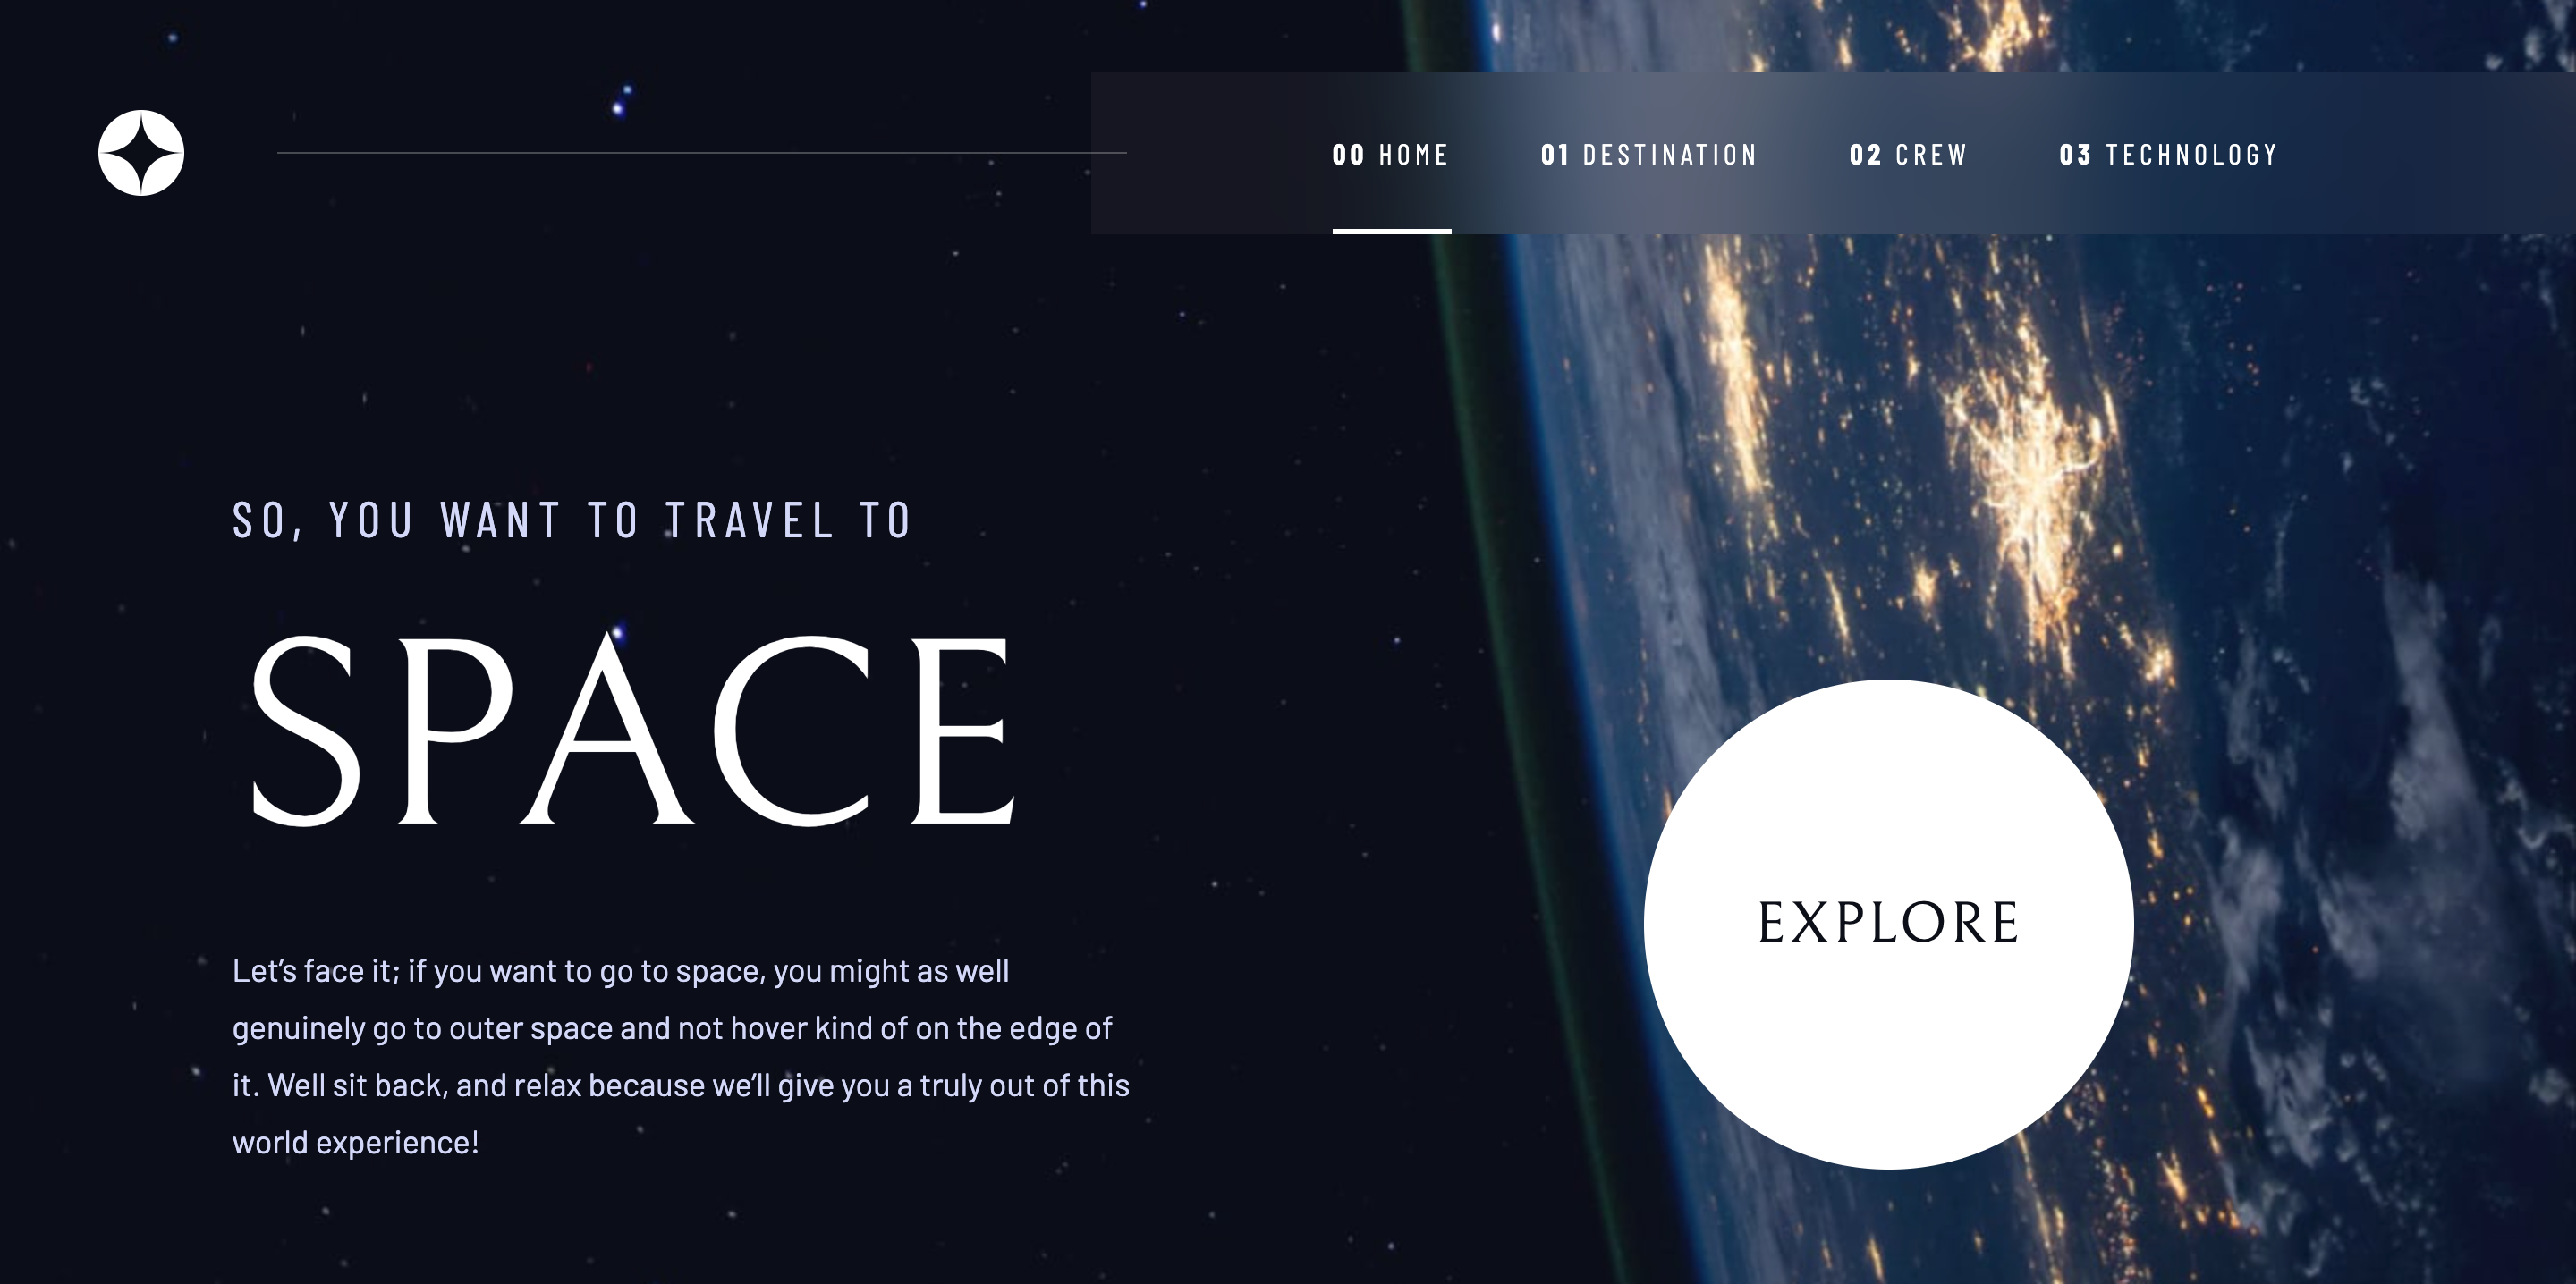 00 HOME 01 DESTINATION 02 CREW 03 TECHNOLOGY
SO, YOU WANT TO TRAVEL TO
SPACE
Let’s face it; if you want to go to space, you might as well
genuinely go to outer space and not hover kind of on the edge of
it. Well sit back, and relax because we’ll give you a truly out of this
world experience!
EXPLORE